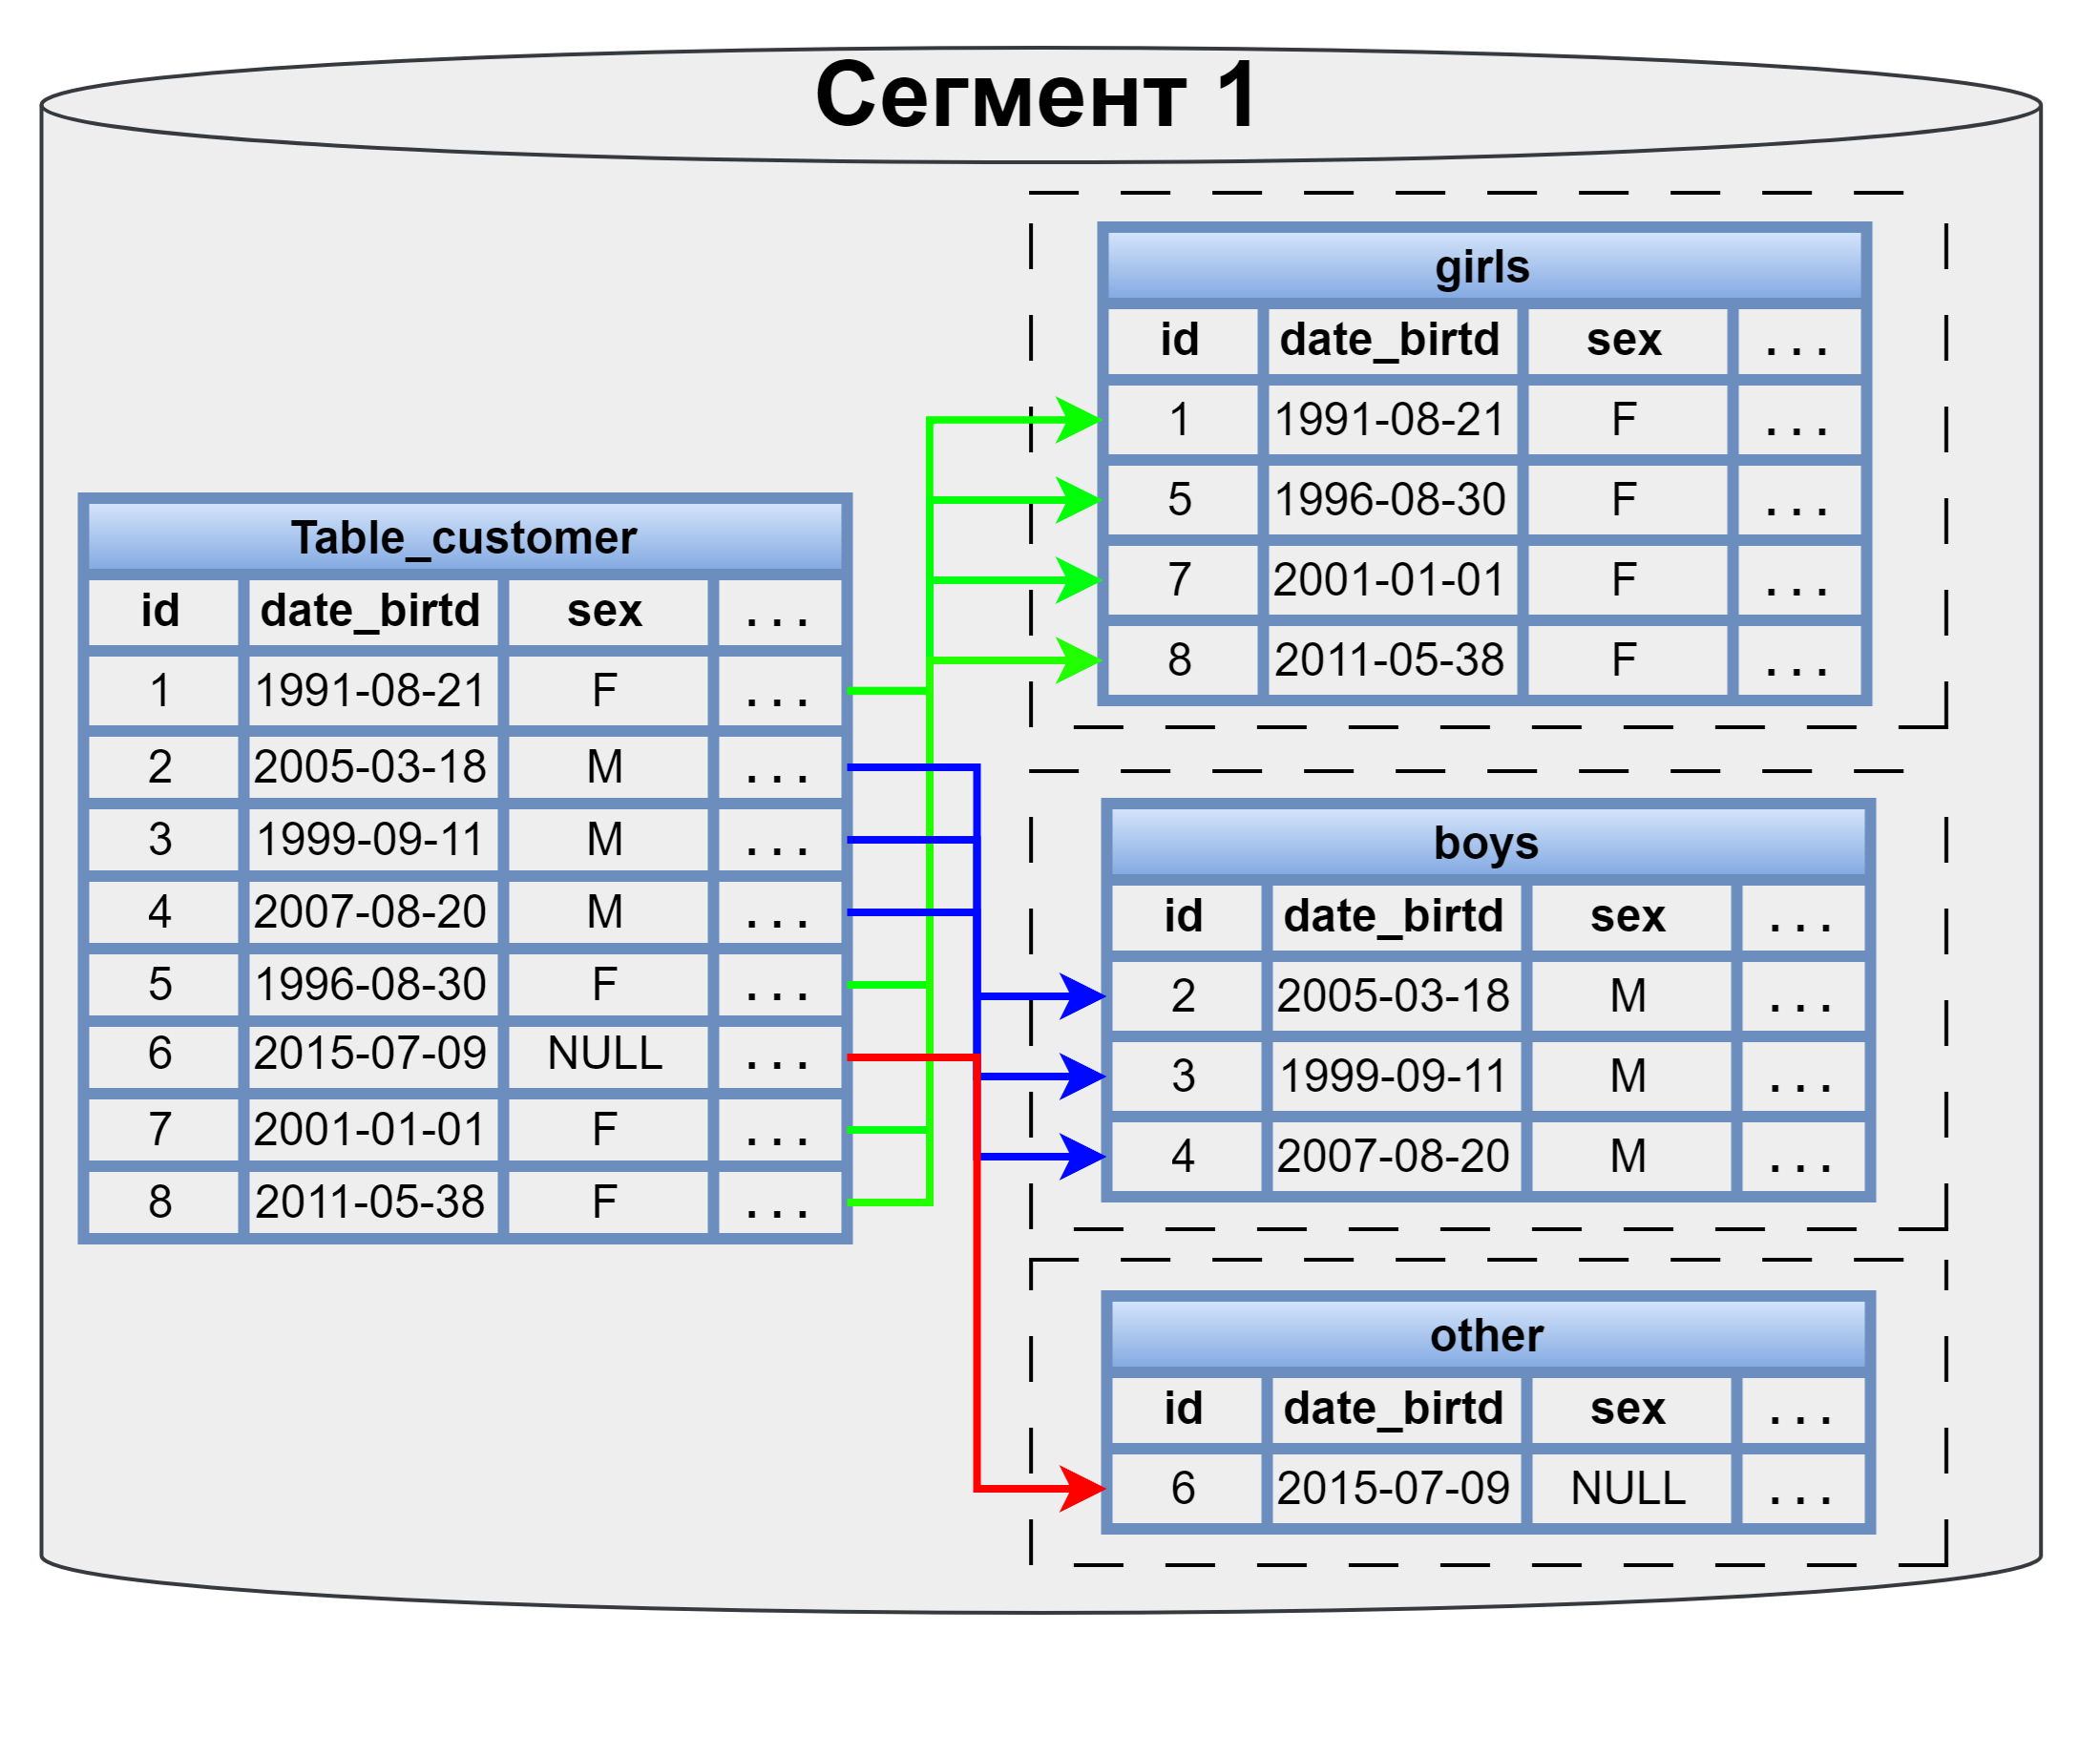 Сегмент 1
Table_customer
id date_birtd sex ...
1 1991-08-21 F ...
2 2005-03-18 M ...
3 1999-09-11 M ...
4 2007-08-20 M ...
5 1996-08-30 F ...
6 2015-07-09 NULL ...
7 2001-01-01 F ...
8 2011-05-38 F ...
girls
id date_birtd sex ...
1 1991-08-21 F ...
5 1996-08-30 F ...
7 2001-01-01 F ...
8 2011-05-38 F ...
boys
id date_birtd sex ...
2 2005-03-18 M ...
3 1999-09-11 M ...
4 2007-08-20 M ...
other
id date_birtd sex ...
6 2015-07-09 NULL ...